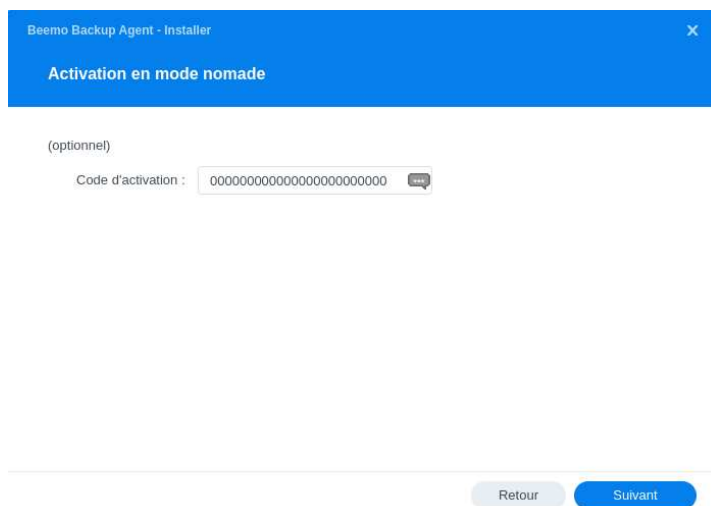 Beemo Backup Agent - Installer
Activation en mode nomade
(optionnel)
Code d'activation : 000000000000000000000000
Retour Suivant